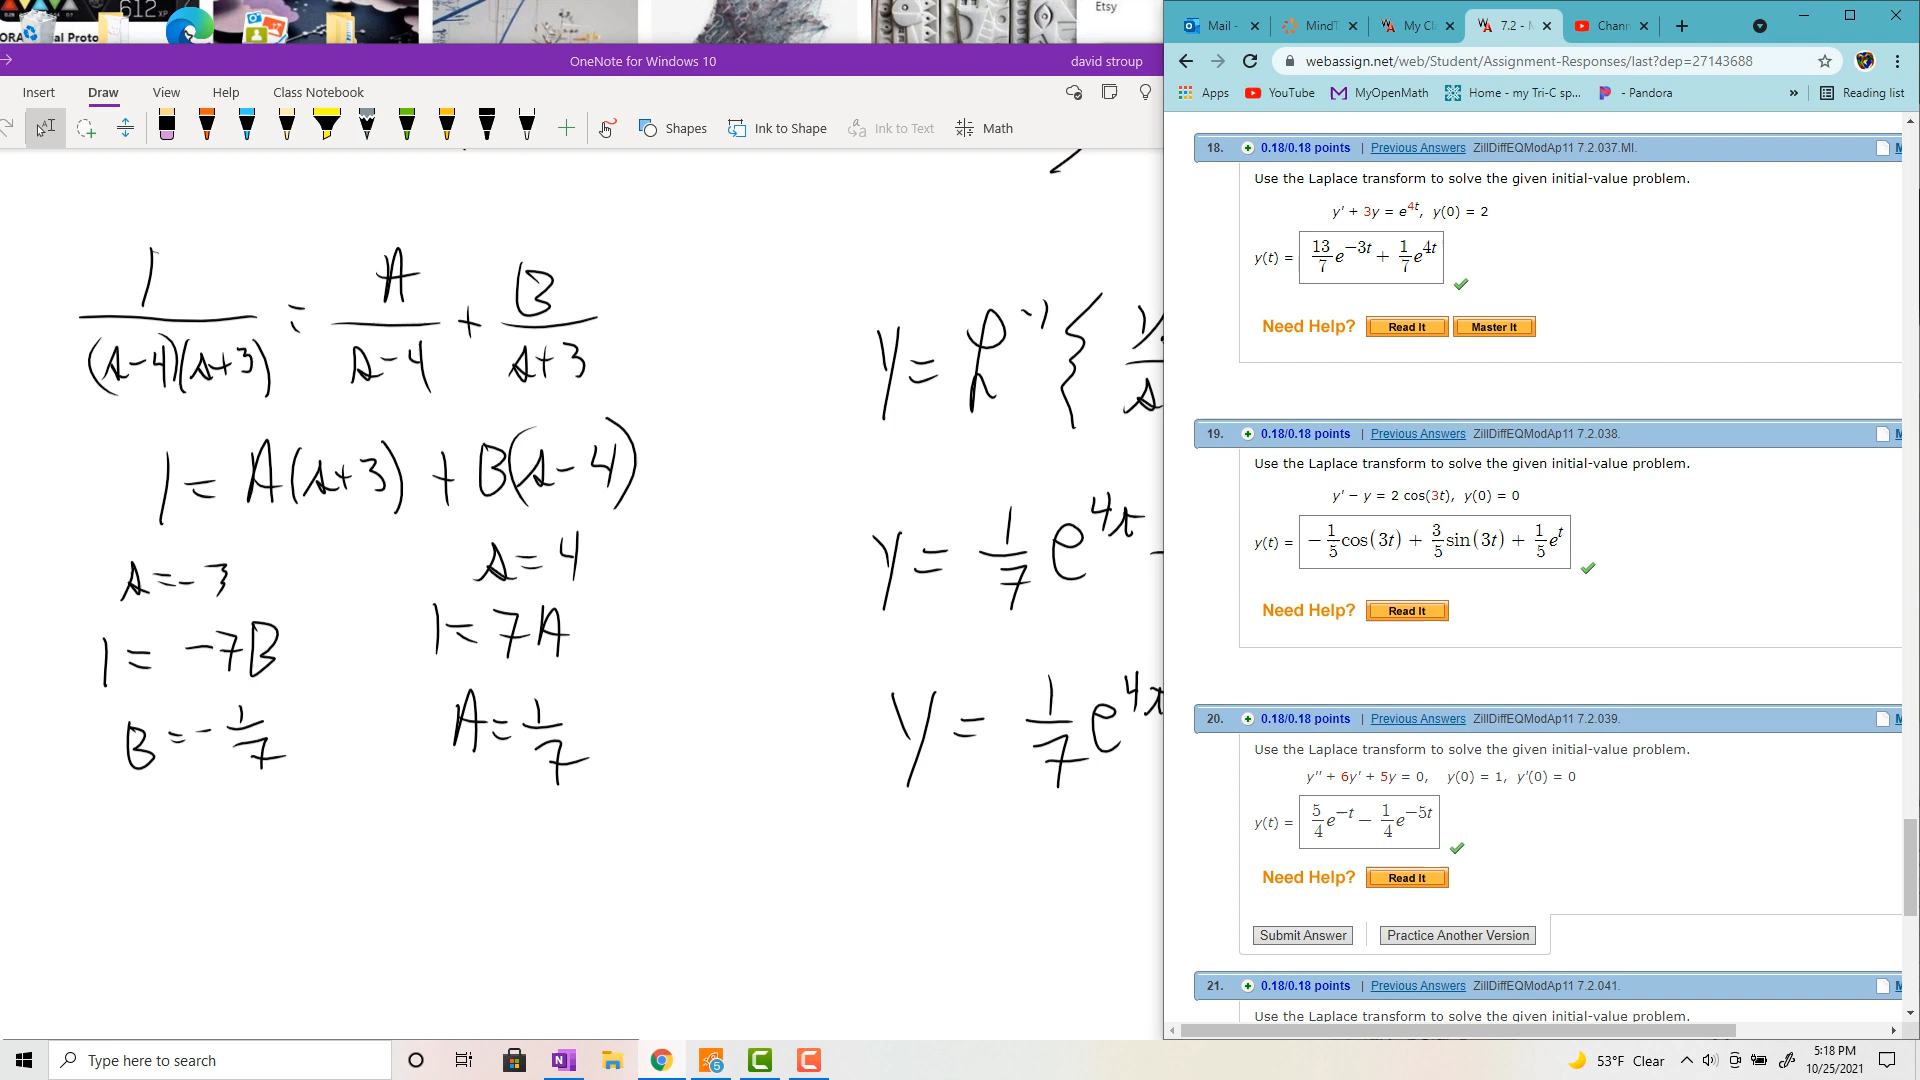 612 XP
ORA
al Proto
Etsy
OneNote for Windows 10
david stroup
Insert Draw View Help Class Notebook
Shapes Ink to Shape Ink to Text Math
1/((s-4)(s+3)) = A/(s-4) + B/(s+3)
1 = A(s+3) + B(s-4)
s=-3 s=4
1 = -7B 1 = 7A
B = -1/7 A = 1/7
y = ℒ^-1 {
y = 1/7 e^4t -
y = 1/7 e^4t
Mail - MindT My Cl 7.2 - Chann
webassign.net/web/Student/Assignment-Responses/last?dep=27143688
Apps YouTube MyOpenMath Home - my Tri-C sp... - Pandora » Reading list
18. 0.18/0.18 points | Previous Answers ZillDiffEQModAp11 7.2.037.MI.
Use the Laplace transform to solve the given initial-value problem.
y′ + 3y = e^4t, y(0) = 2
y(t) = 13/7 e^−3t + 1/7 e^4t
Need Help? Read It Master It
19. 0.18/0.18 points | Previous Answers ZillDiffEQModAp11 7.2.038.
Use the Laplace transform to solve the given initial-value problem.
y′ − y = 2 cos(3t), y(0) = 0
y(t) = −1/5 cos(3t) + 3/5 sin(3t) + 1/5 e^t
Need Help? Read It
20. 0.18/0.18 points | Previous Answers ZillDiffEQModAp11 7.2.039.
Use the Laplace transform to solve the given initial-value problem.
y″ + 6y′ + 5y = 0, y(0) = 1, y′(0) = 0
y(t) = 5/4 e^−t − 1/4 e^−5t
Need Help? Read It
Submit Answer Practice Another Version
21. 0.18/0.18 points | Previous Answers ZillDiffEQModAp11 7.2.041.
Use the Laplace transform to solve the given initial-value problem.
Type here to search
53°F Clear
5:18 PM
10/25/2021